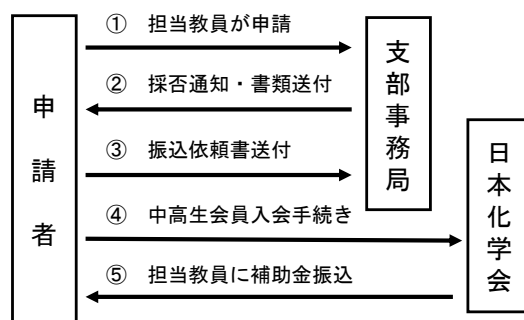 ① 担当教員が申請
② 採否通知・書類送付
③ 振込依頼書送付
④ 中高生会員入会手続き
⑤ 担当教員に補助金振込
申請者
支部事務局
日本化学会